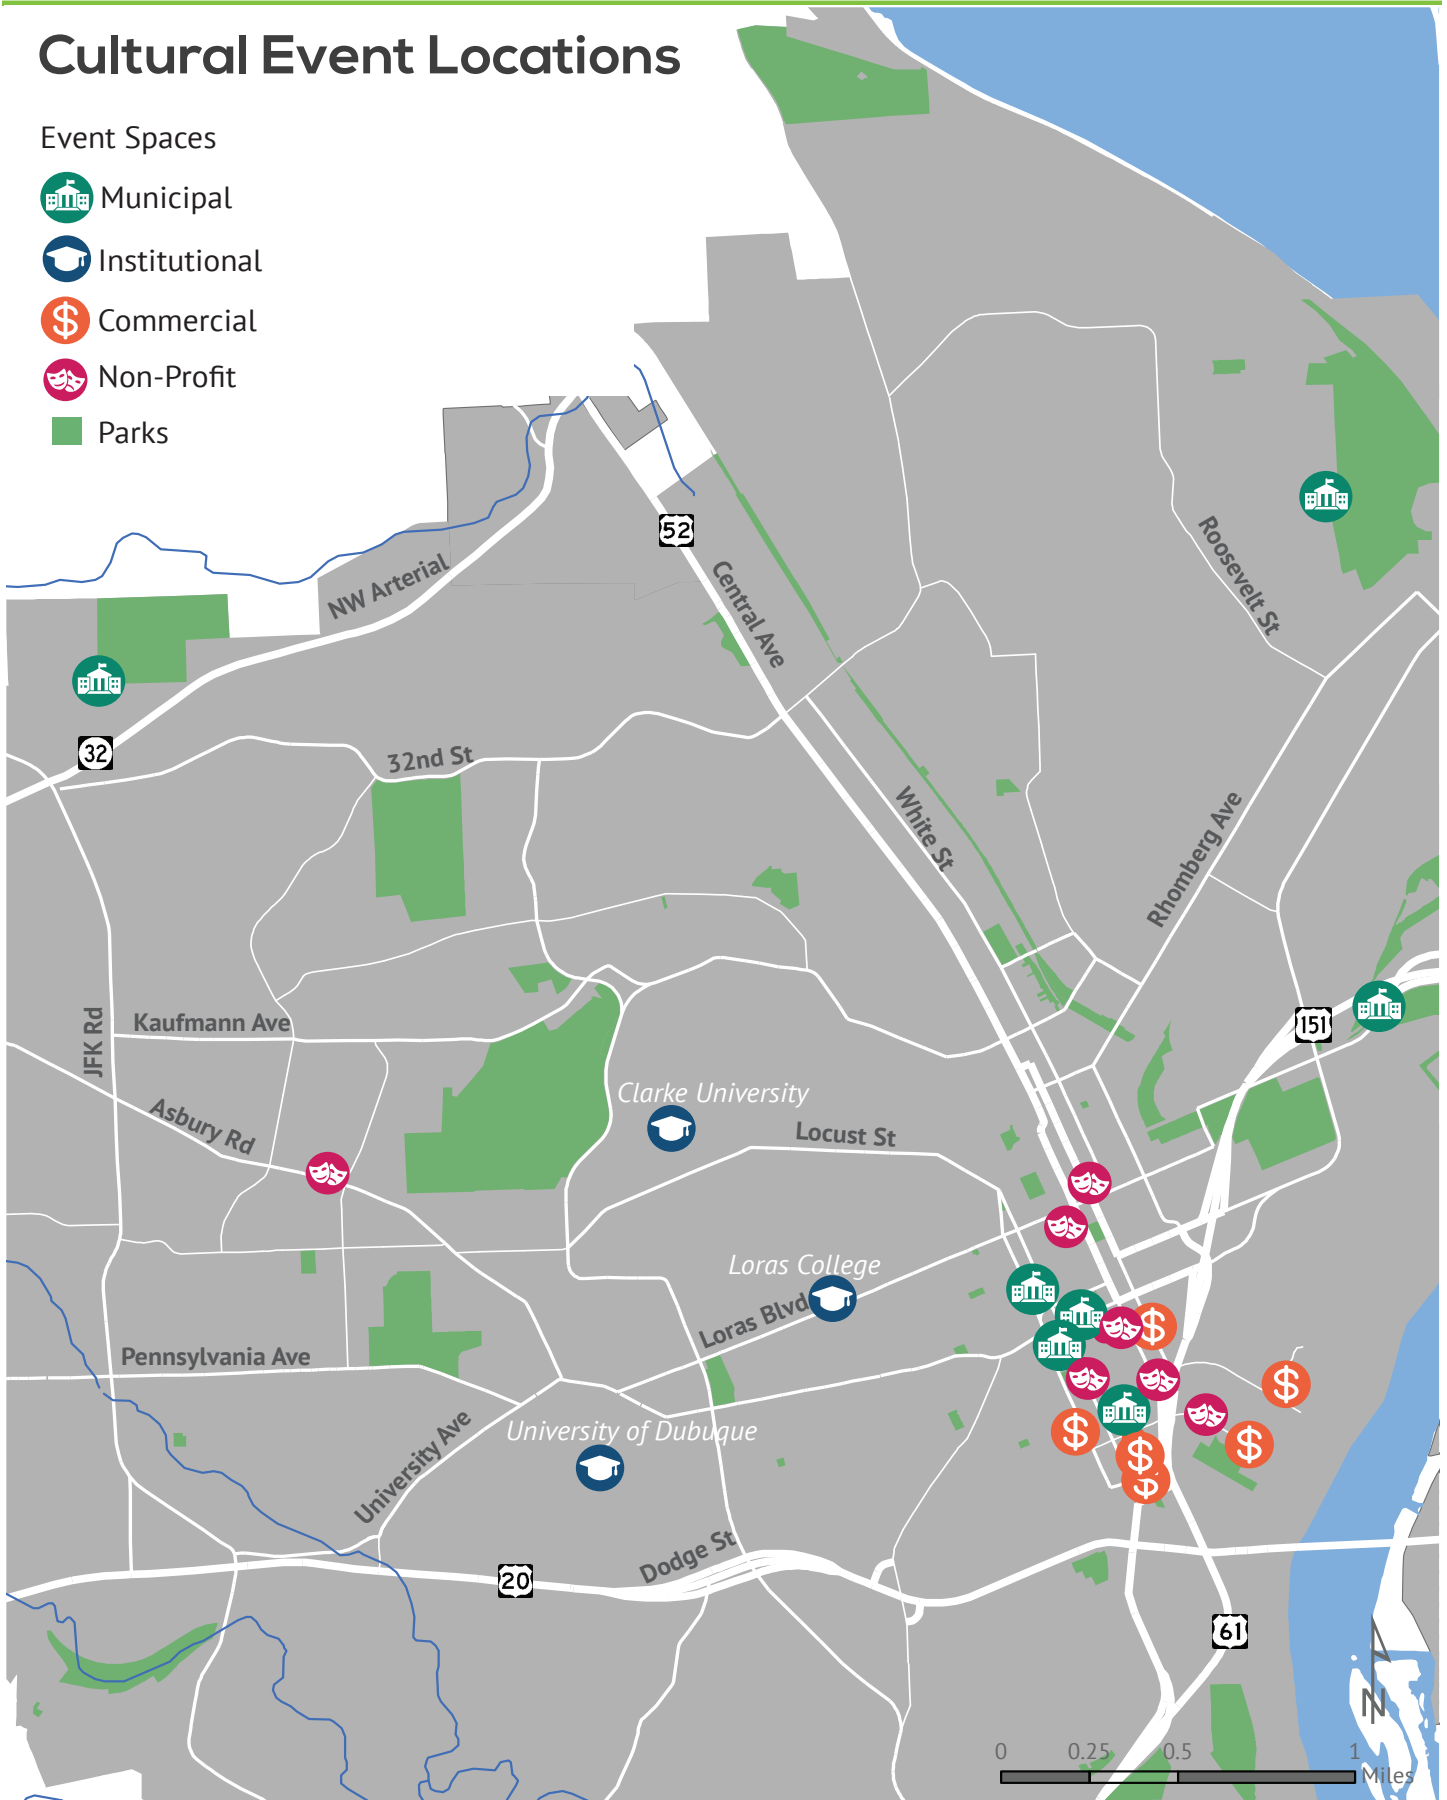 Cultural Event Locations
Event Spaces
Municipal
Institutional
$ Commercial
Non-Profit
Parks
52
NW Arterial
Central Ave
Roosevelt St
32
32nd St
White St
Rhomberg Ave
JFK Rd
Kaufmann Ave
151
Asbury Rd
Clarke University
Locust St
Loras College
Loras Blvd
$
Pennsylvania Ave
$
University Ave
University of Dubuque
$
$
$
$
Dodge St
20
61
N
0 0.25 0.5 1
Miles